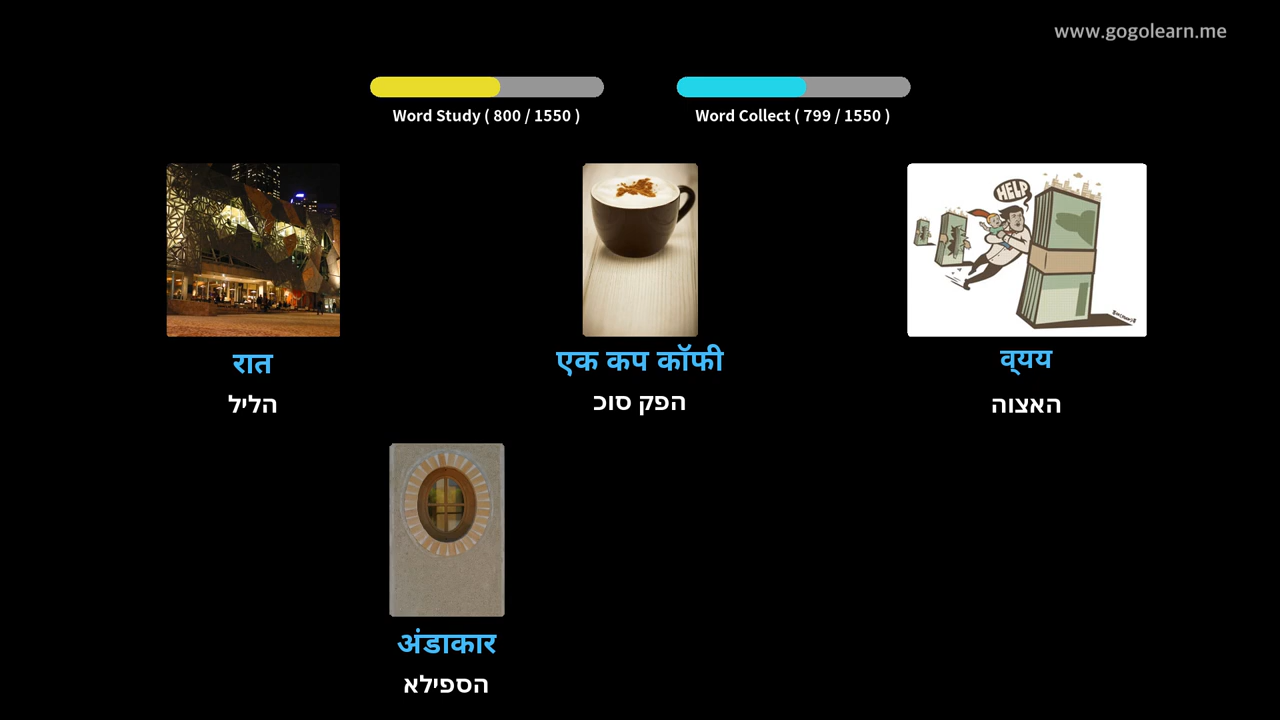 www.gogolearn.me
Word Study ( 800 / 1550 )
Word Collect ( 799 / 1550 )
HELP
रात
एक कप कॉफी
व्यय
הליל
הפק סוכ
האצוה
अंडाकार
הספילא